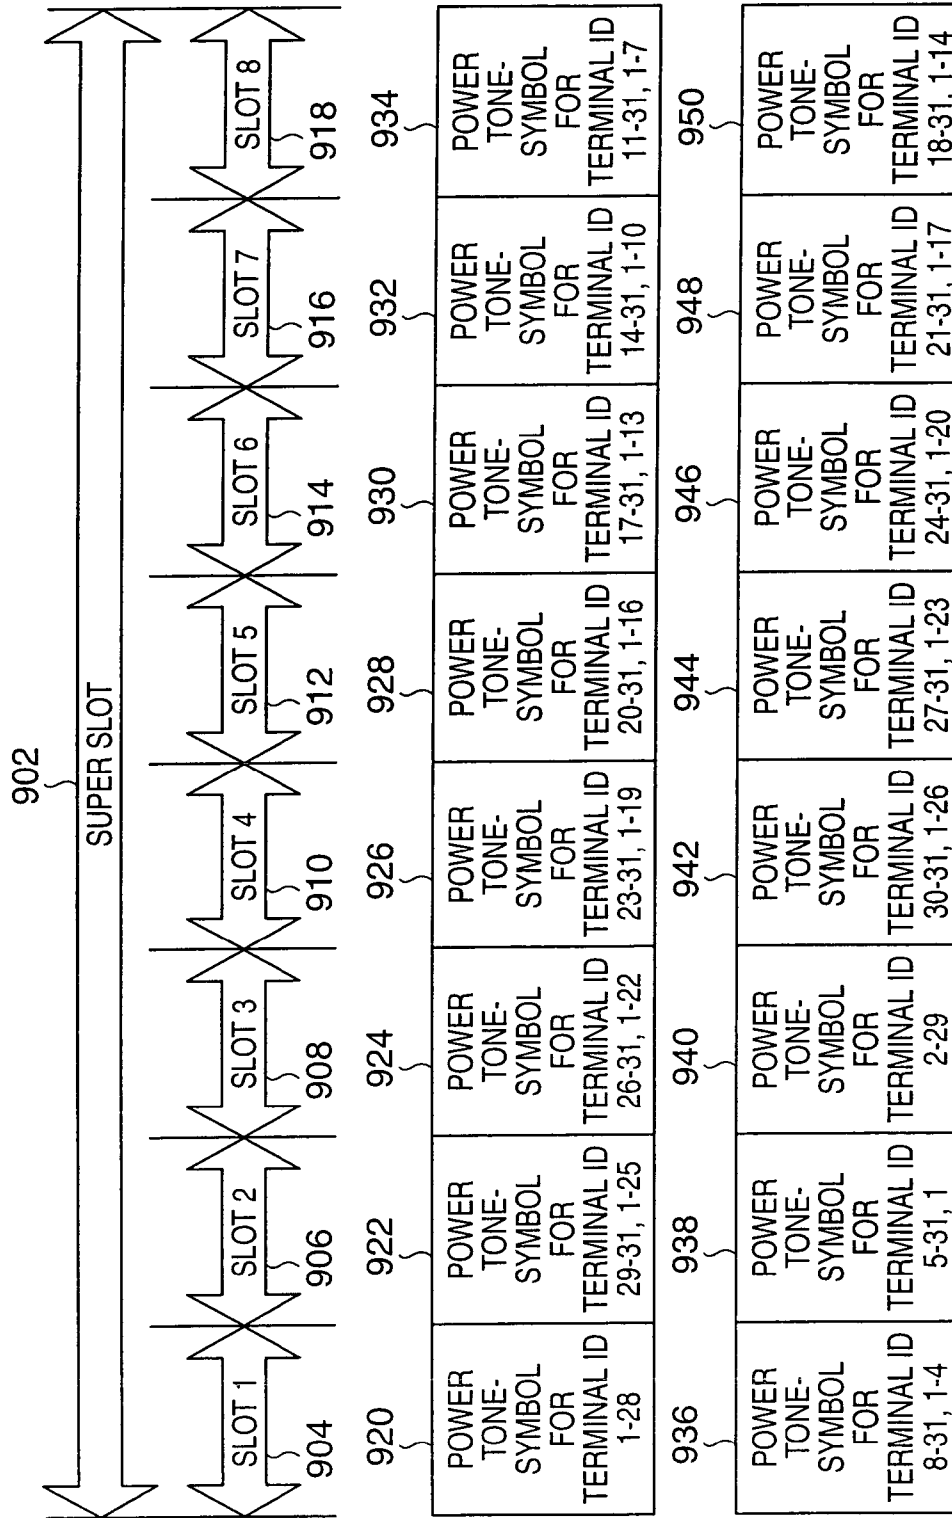 902
SUPER SLOT
SLOT 1
SLOT 2
SLOT 3
SLOT 4
SLOT 5
SLOT 6
SLOT 7
SLOT 8
904
906
908
910
912
914
916
918
920
922
924
926
928
930
932
934
POWER
TONE-
SYMBOL
FOR
TERMINAL ID
1-28
POWER
TONE-
SYMBOL
FOR
TERMINAL ID
29-31, 1-25
POWER
TONE-
SYMBOL
FOR
TERMINAL ID
26-31, 1-22
POWER
TONE-
SYMBOL
FOR
TERMINAL ID
23-31, 1-19
POWER
TONE-
SYMBOL
FOR
TERMINAL ID
20-31, 1-16
POWER
TONE-
SYMBOL
FOR
TERMINAL ID
17-31, 1-13
POWER
TONE-
SYMBOL
FOR
TERMINAL ID
14-31, 1-10
POWER
TONE-
SYMBOL
FOR
TERMINAL ID
11-31, 1-7
936
938
940
942
944
946
948
950
POWER
TONE-
SYMBOL
FOR
TERMINAL ID
8-31, 1-4
POWER
TONE-
SYMBOL
FOR
TERMINAL ID
5-31, 1
POWER
TONE-
SYMBOL
FOR
TERMINAL ID
2-29
POWER
TONE-
SYMBOL
FOR
TERMINAL ID
30-31, 1-26
POWER
TONE-
SYMBOL
FOR
TERMINAL ID
27-31, 1-23
POWER
TONE-
SYMBOL
FOR
TERMINAL ID
24-31, 1-20
POWER
TONE-
SYMBOL
FOR
TERMINAL ID
21-31, 1-17
POWER
TONE-
SYMBOL
FOR
TERMINAL ID
18-31, 1-14